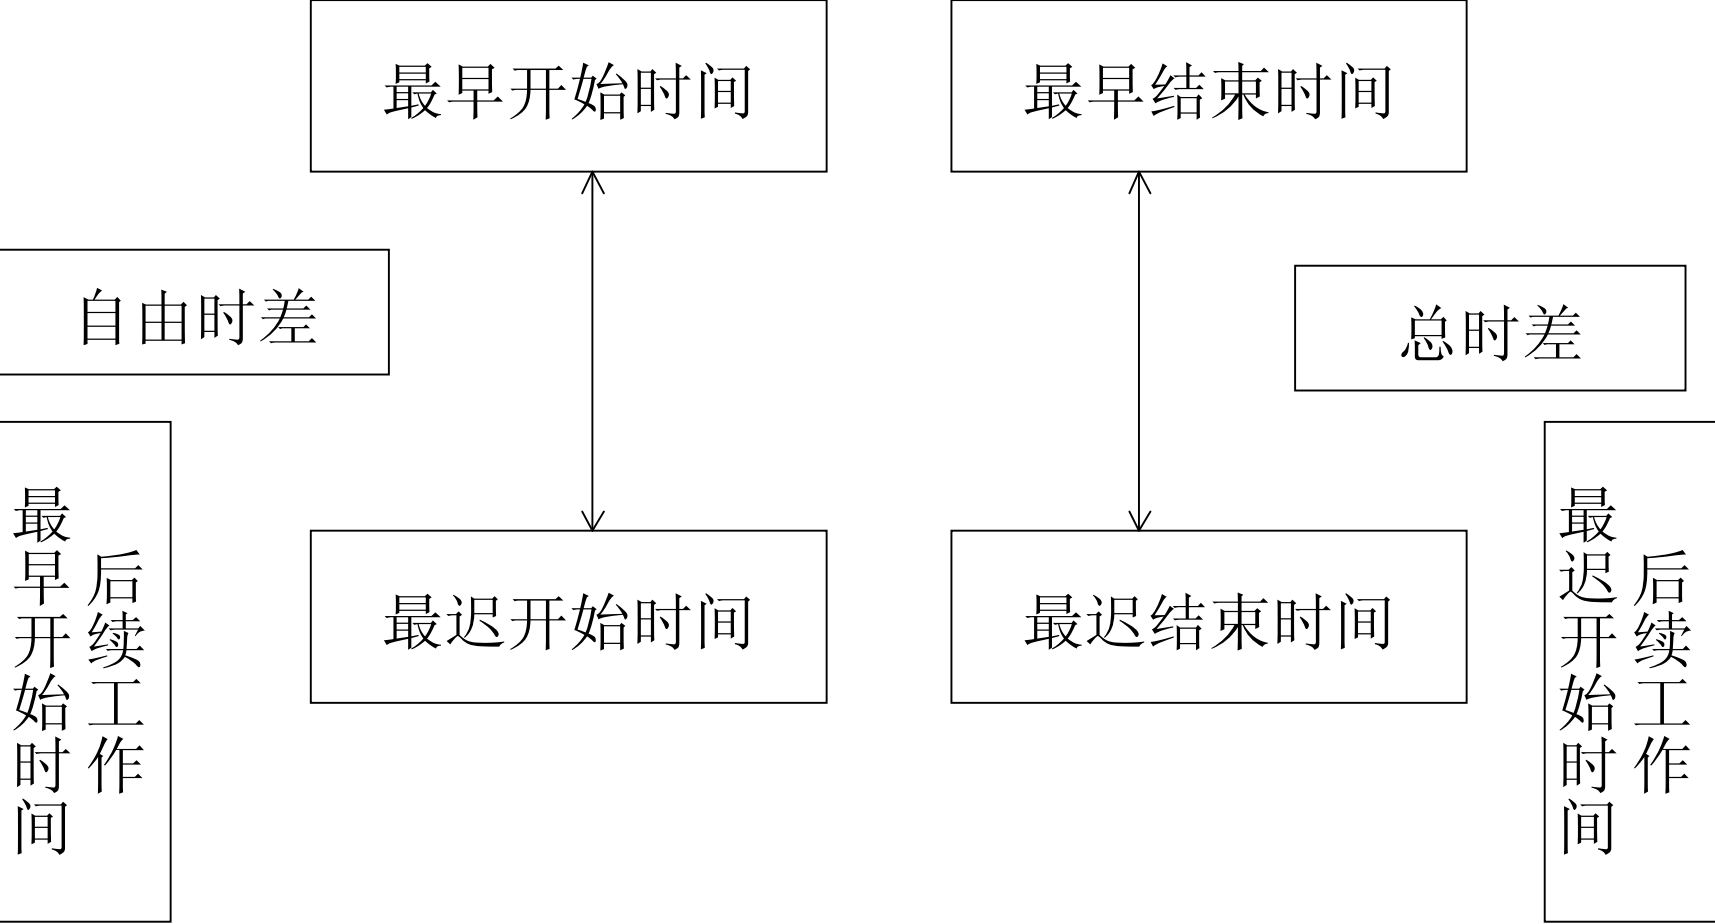 最早开始时间
最早结束时间
自由时差
总时差
后续工作
最早开始时间
最迟开始时间
最迟结束时间
后续工作
最迟开始时间